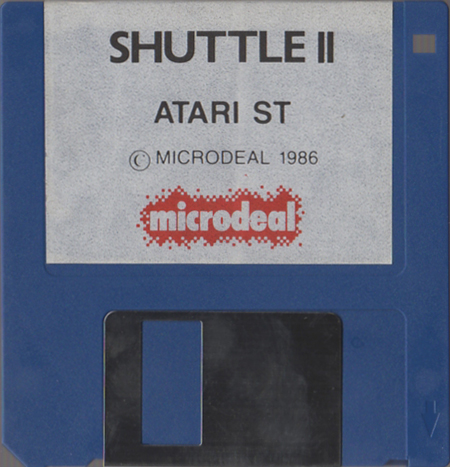 SHUTTLE II
ATARI ST
© MICRODEAL 1986
microdeal